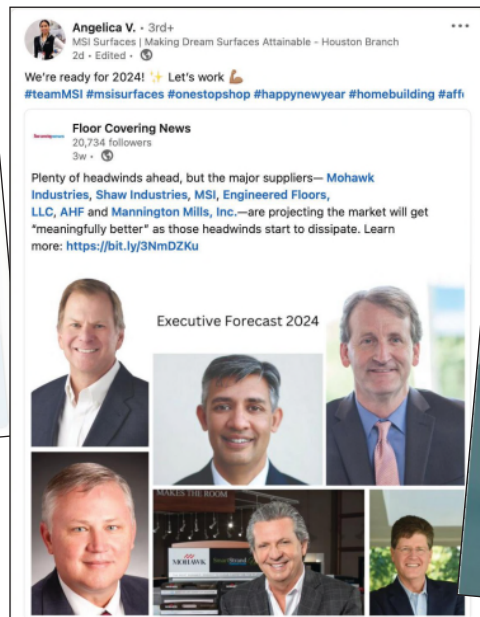 Angelica V. • 3rd+
MSI Surfaces | Making Dream Surfaces Attainable - Houston Branch
2d • Edited •
We're ready for 2024! ✨ Let's work 💪🏽
#teamMSI #msisurfaces #onestopshop #happynewyear #homebuilding #affo
Floor Covering News
20,734 followers
3w •
Plenty of headwinds ahead, but the major suppliers— Mohawk
Industries, Shaw Industries, MSI, Engineered Floors,
LLC, AHF and Mannington Mills, Inc.—are projecting the market will get
"meaningfully better" as those headwinds start to dissipate. Learn
more: https://bit.ly/3NmDZKu
Executive Forecast 2024
MAKES THE ROOM
MOHAWK